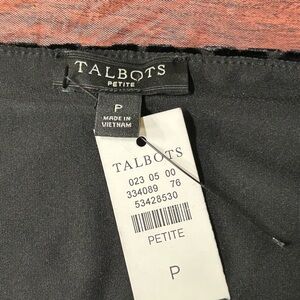 TALBOTS
PETITE
P
MADE IN
VIETNAM
TALBOTS
023 05 00
334089 76
53428530
PETITE
P